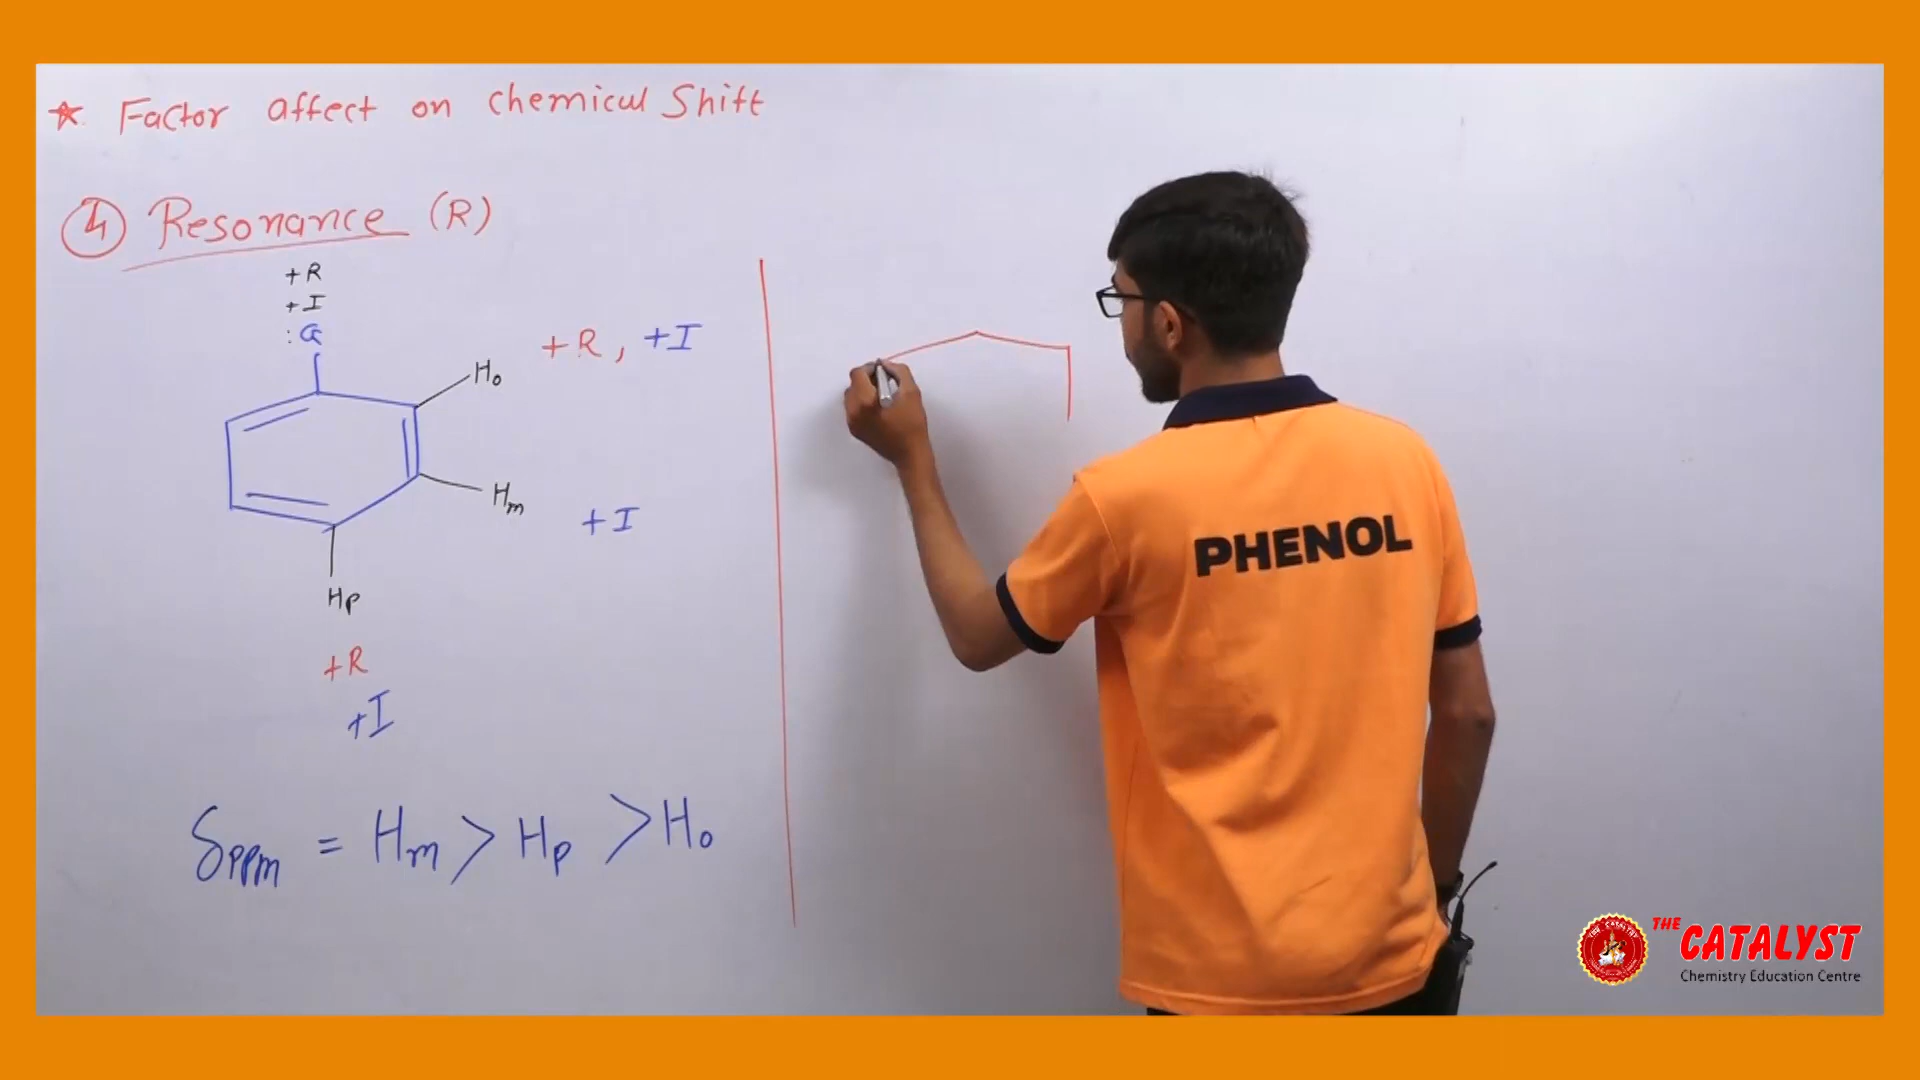 * Factor affect on chemical Shift
4 Resonance (R)
+R
+I
: G
Ho
+R, +I
Hm
+I
Hp
+R
+I
δppm = Hm > Hp > Ho
PHENOL
THE CATALYST
Chemistry Education Centre